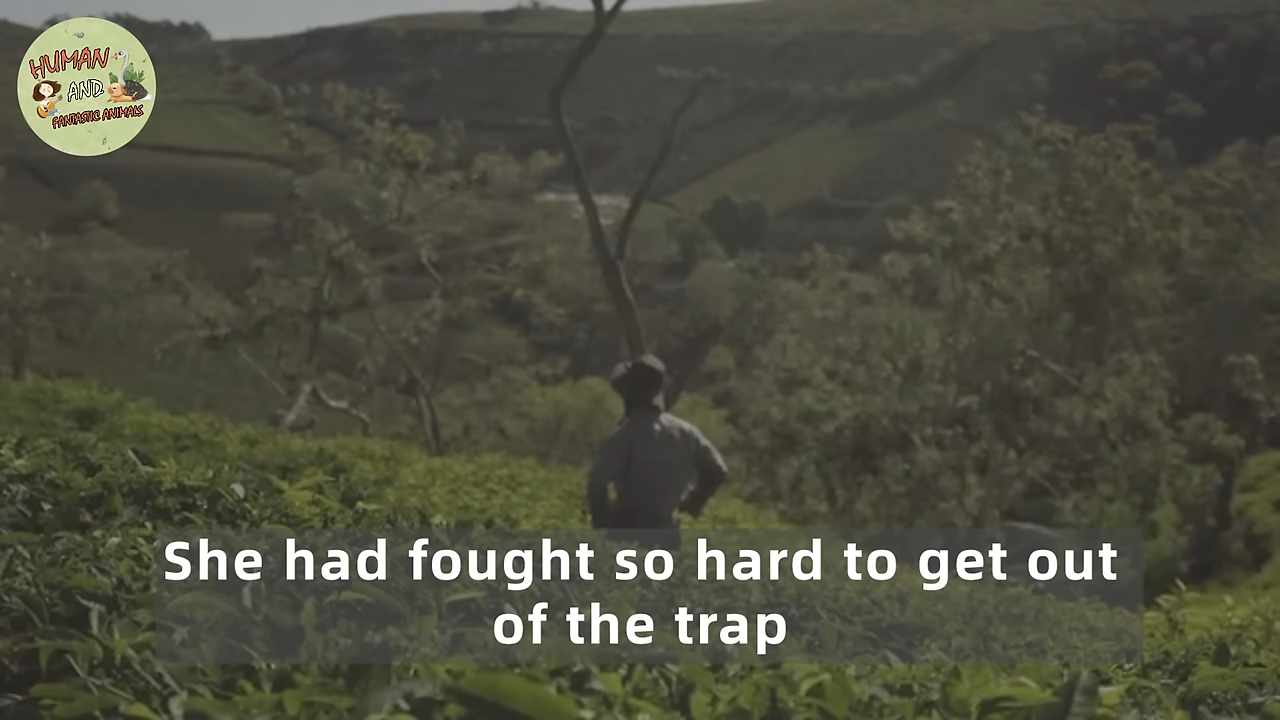 HUMAN
AND
FANTASTIC ANIMALS
She had fought so hard to get out
of the trap